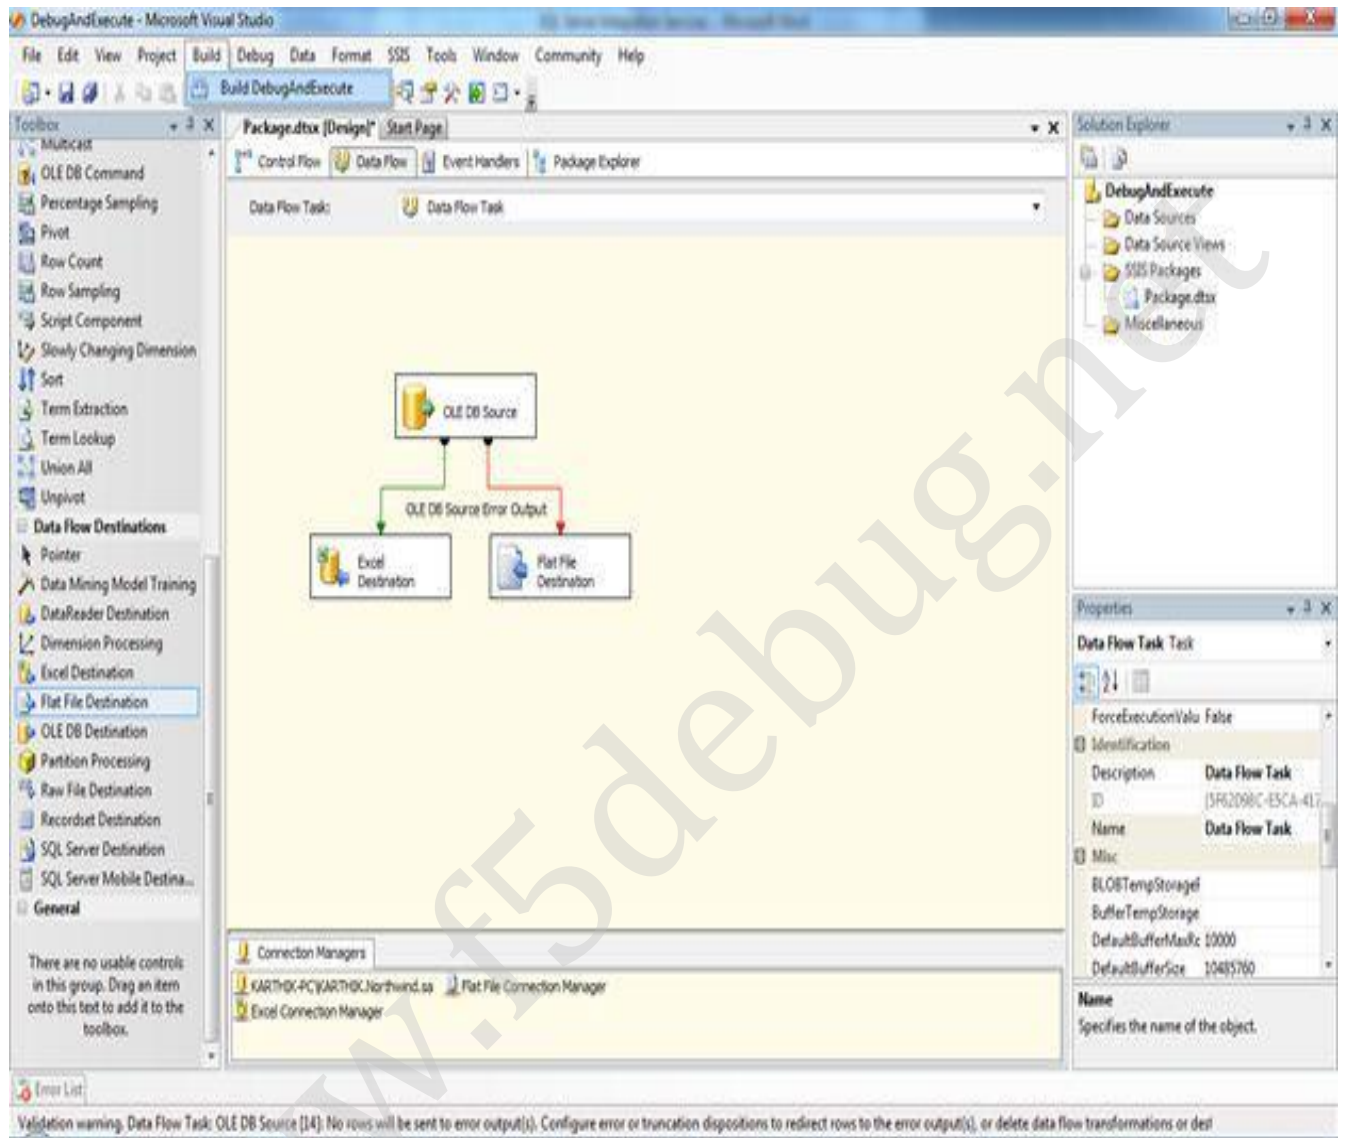 DebugAndExecute - Microsoft Visual Studio
File Edit View Project Build Debug Data Format SSIS Tools Window Community Help
Build DebugAndExecute
Toolbox
Multicast
OLE DB Command
Percentage Sampling
Pivot
Row Count
Row Sampling
Script Component
Slowly Changing Dimension
Sort
Term Extraction
Term Lookup
Union All
Unpivot
Data Flow Destinations
Pointer
Data Mining Model Training
DataReader Destination
Dimension Processing
Excel Destination
Flat File Destination
OLE DB Destination
Partition Processing
Raw File Destination
Recordset Destination
SQL Server Destination
SQL Server Mobile Destina...
General
There are no usable controls
in this group. Drag an item
onto this text to add it to the
toolbox.
Package.dtsx [Design]* Start Page
Control Flow Data Flow Event Handlers Package Explorer
Data Flow Task: Data Flow Task
OLE DB Source
OLE DB Source Error Output
Excel
Destination
Flat File
Destination
Connection Managers
KARTHIK-PC\KARTHIK.Northwind.sa Flat File Connection Manager
Excel Connection Manager
Solution Explorer
DebugAndExecute
Data Sources
Data Source Views
SSIS Packages
Package.dtsx
Miscellaneous
Properties
Data Flow Task Task
ForceExecutionValu False
Identification
Description Data Flow Task
ID {5F62D98C-E5CA-417
Name Data Flow Task
Misc
BLOBTempStorageF
BufferTempStorage
DefaultBufferMaxRc 10000
DefaultBufferSize 10485760
Name
Specifies the name of the object.
Error List
Validation warning. Data Flow Task: OLE DB Source [14]: No rows will be sent to error output(s). Configure error or truncation dispositions to redirect rows to the error output(s), or delete data flow transformations or dest
w.f5debug.net